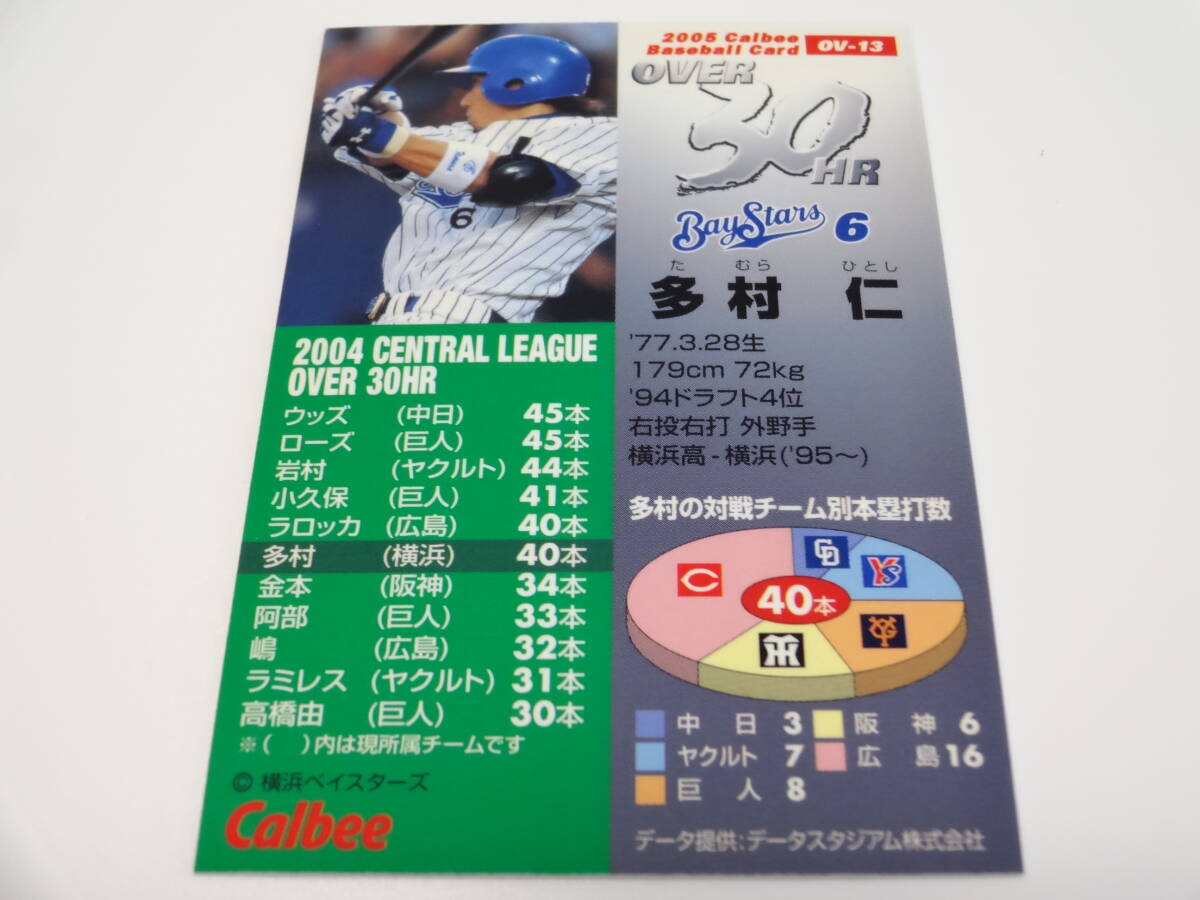 2005 Calbee
Baseball Card OV-13
OVER
30
HR
BayStars 6
た むら ひとし
多村 仁
'77.3.28生
179cm 72kg
'94ドラフト4位
右投右打 外野手
横浜高-横浜('95〜)
多村の対戦チーム別本塁打数
CD
YS
C
40本
YG
HT
中日 3
阪神 6
ヤクルト 7
広島 16
巨人 8
データ提供:データスタジアム株式会社
6
2004 CENTRAL LEAGUE
OVER 30HR
ウッズ (中日) 45本
ローズ (巨人) 45本
岩村 (ヤクルト) 44本
小久保 (巨人) 41本
ラロッカ (広島) 40本
多村 (横浜) 40本
金本 (阪神) 34本
阿部 (巨人) 33本
嶋 (広島) 32本
ラミレス (ヤクルト) 31本
高橋由 (巨人) 30本
※( )内は現所属チームです
© 横浜ベイスターズ
Calbee